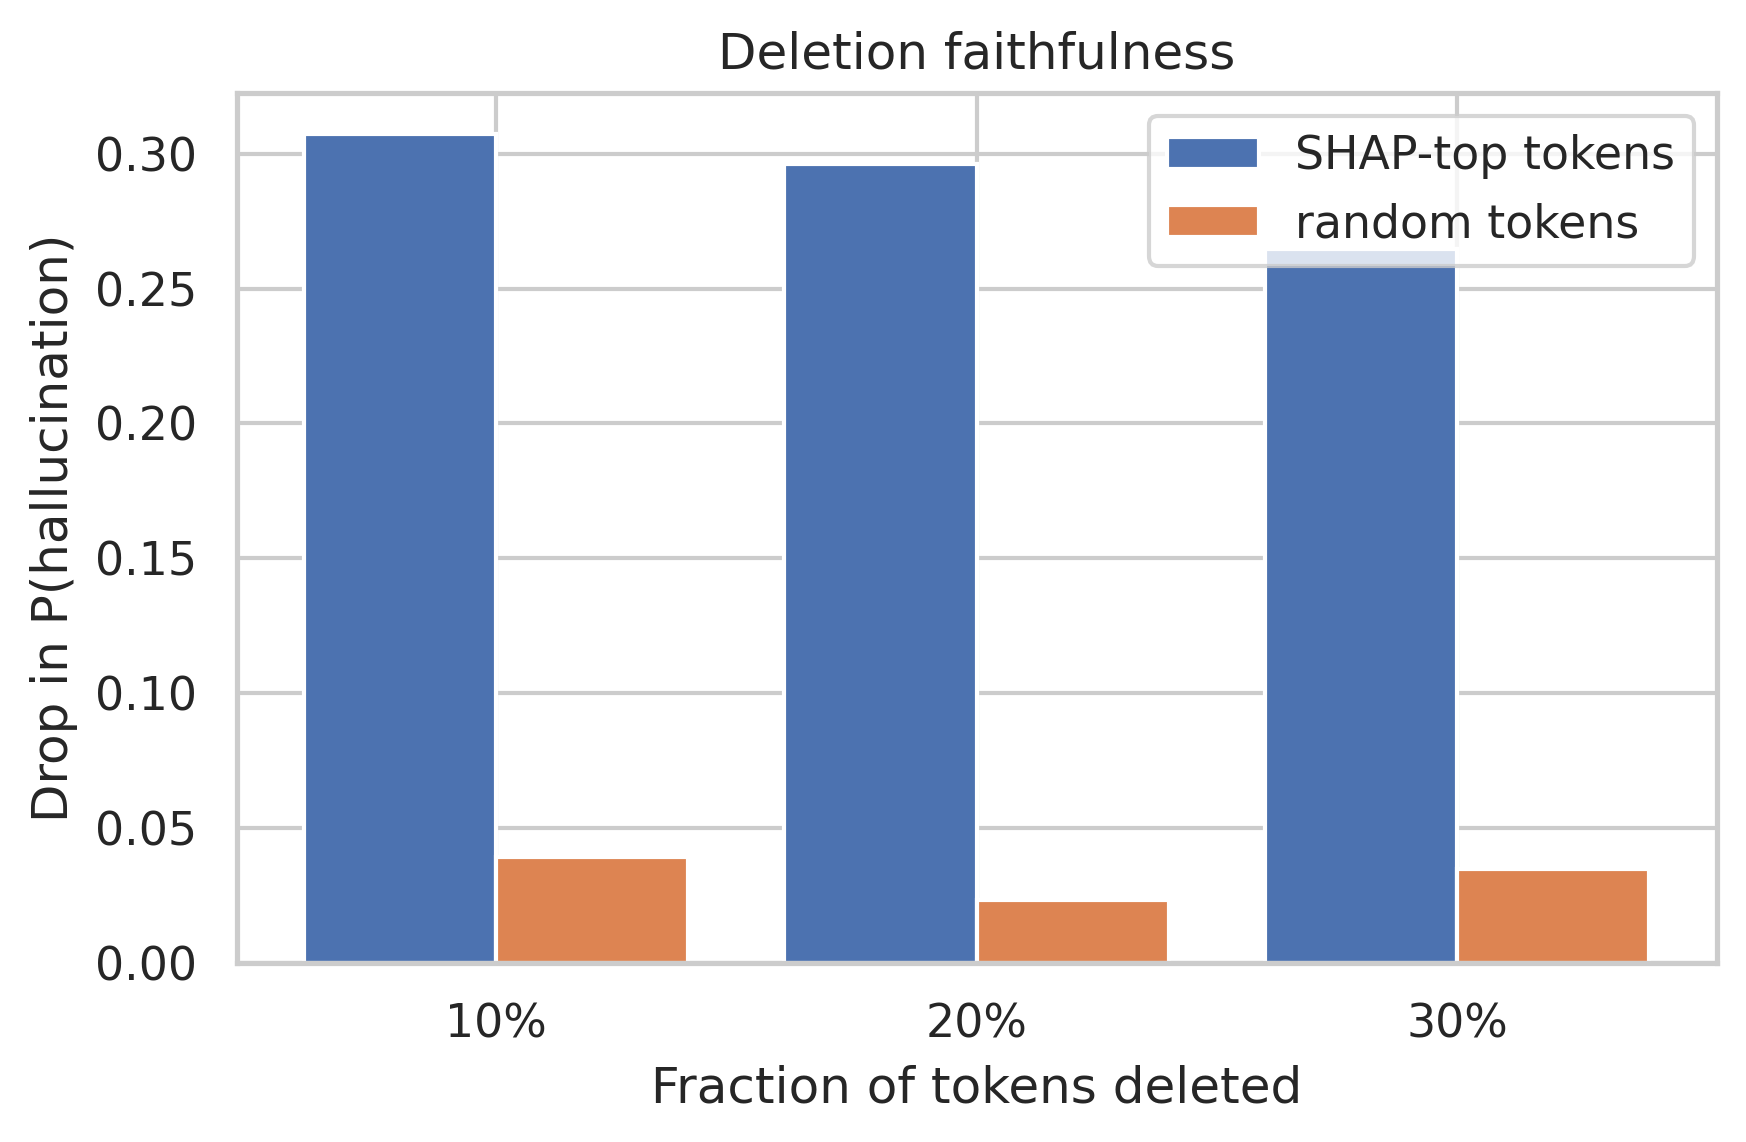 Deletion faithfulness
SHAP-top tokens
random tokens
Drop in P(hallucination)
0.30
0.25
0.20
0.15
0.10
0.05
0.00
10%
20%
30%
Fraction of tokens deleted